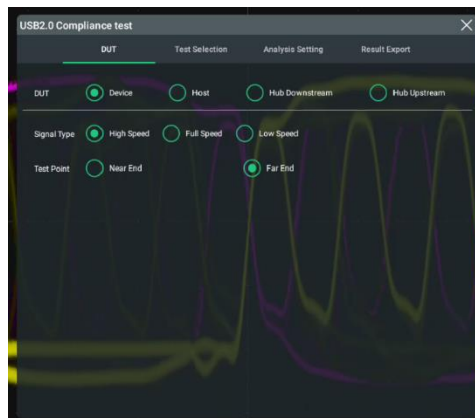 USB2.0 Compliance test
DUT Test Selection Analysis Setting Result Export
DUT Device Host Hub Downstream Hub Upstream
Signal Type High Speed Full Speed Low Speed
Test Point Near End Far End